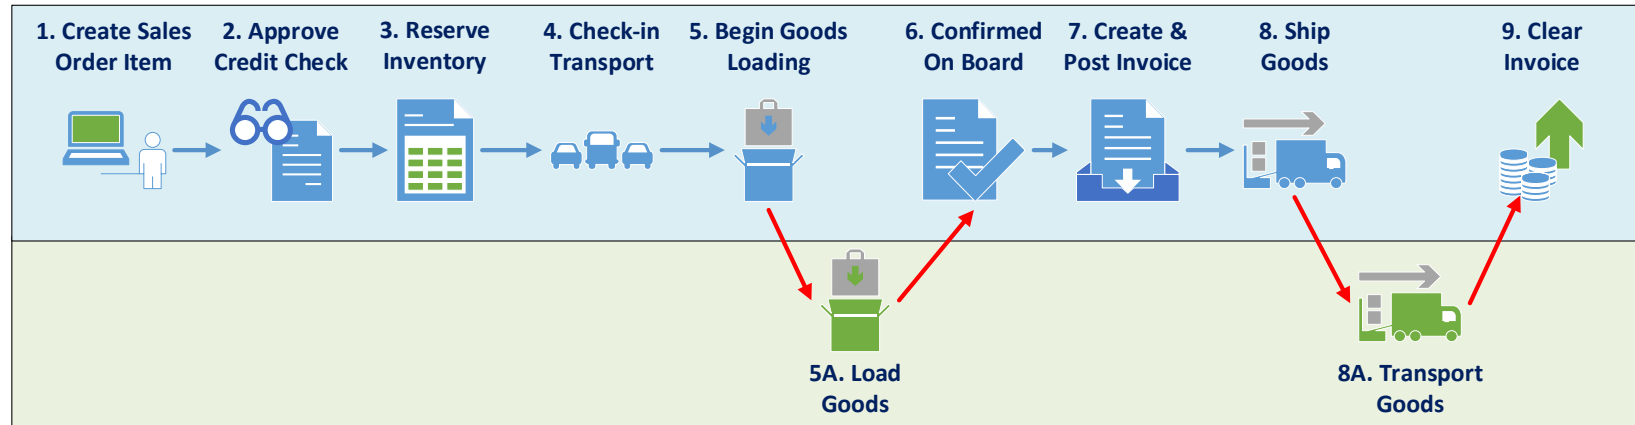 1. Create Sales
Order Item
2. Approve
Credit Check
3. Reserve
Inventory
4. Check-in
Transport
5. Begin Goods
Loading
6. Confirmed
On Board
7. Create &
Post Invoice
8. Ship
Goods
9. Clear
Invoice
5A. Load
Goods
8A. Transport
Goods